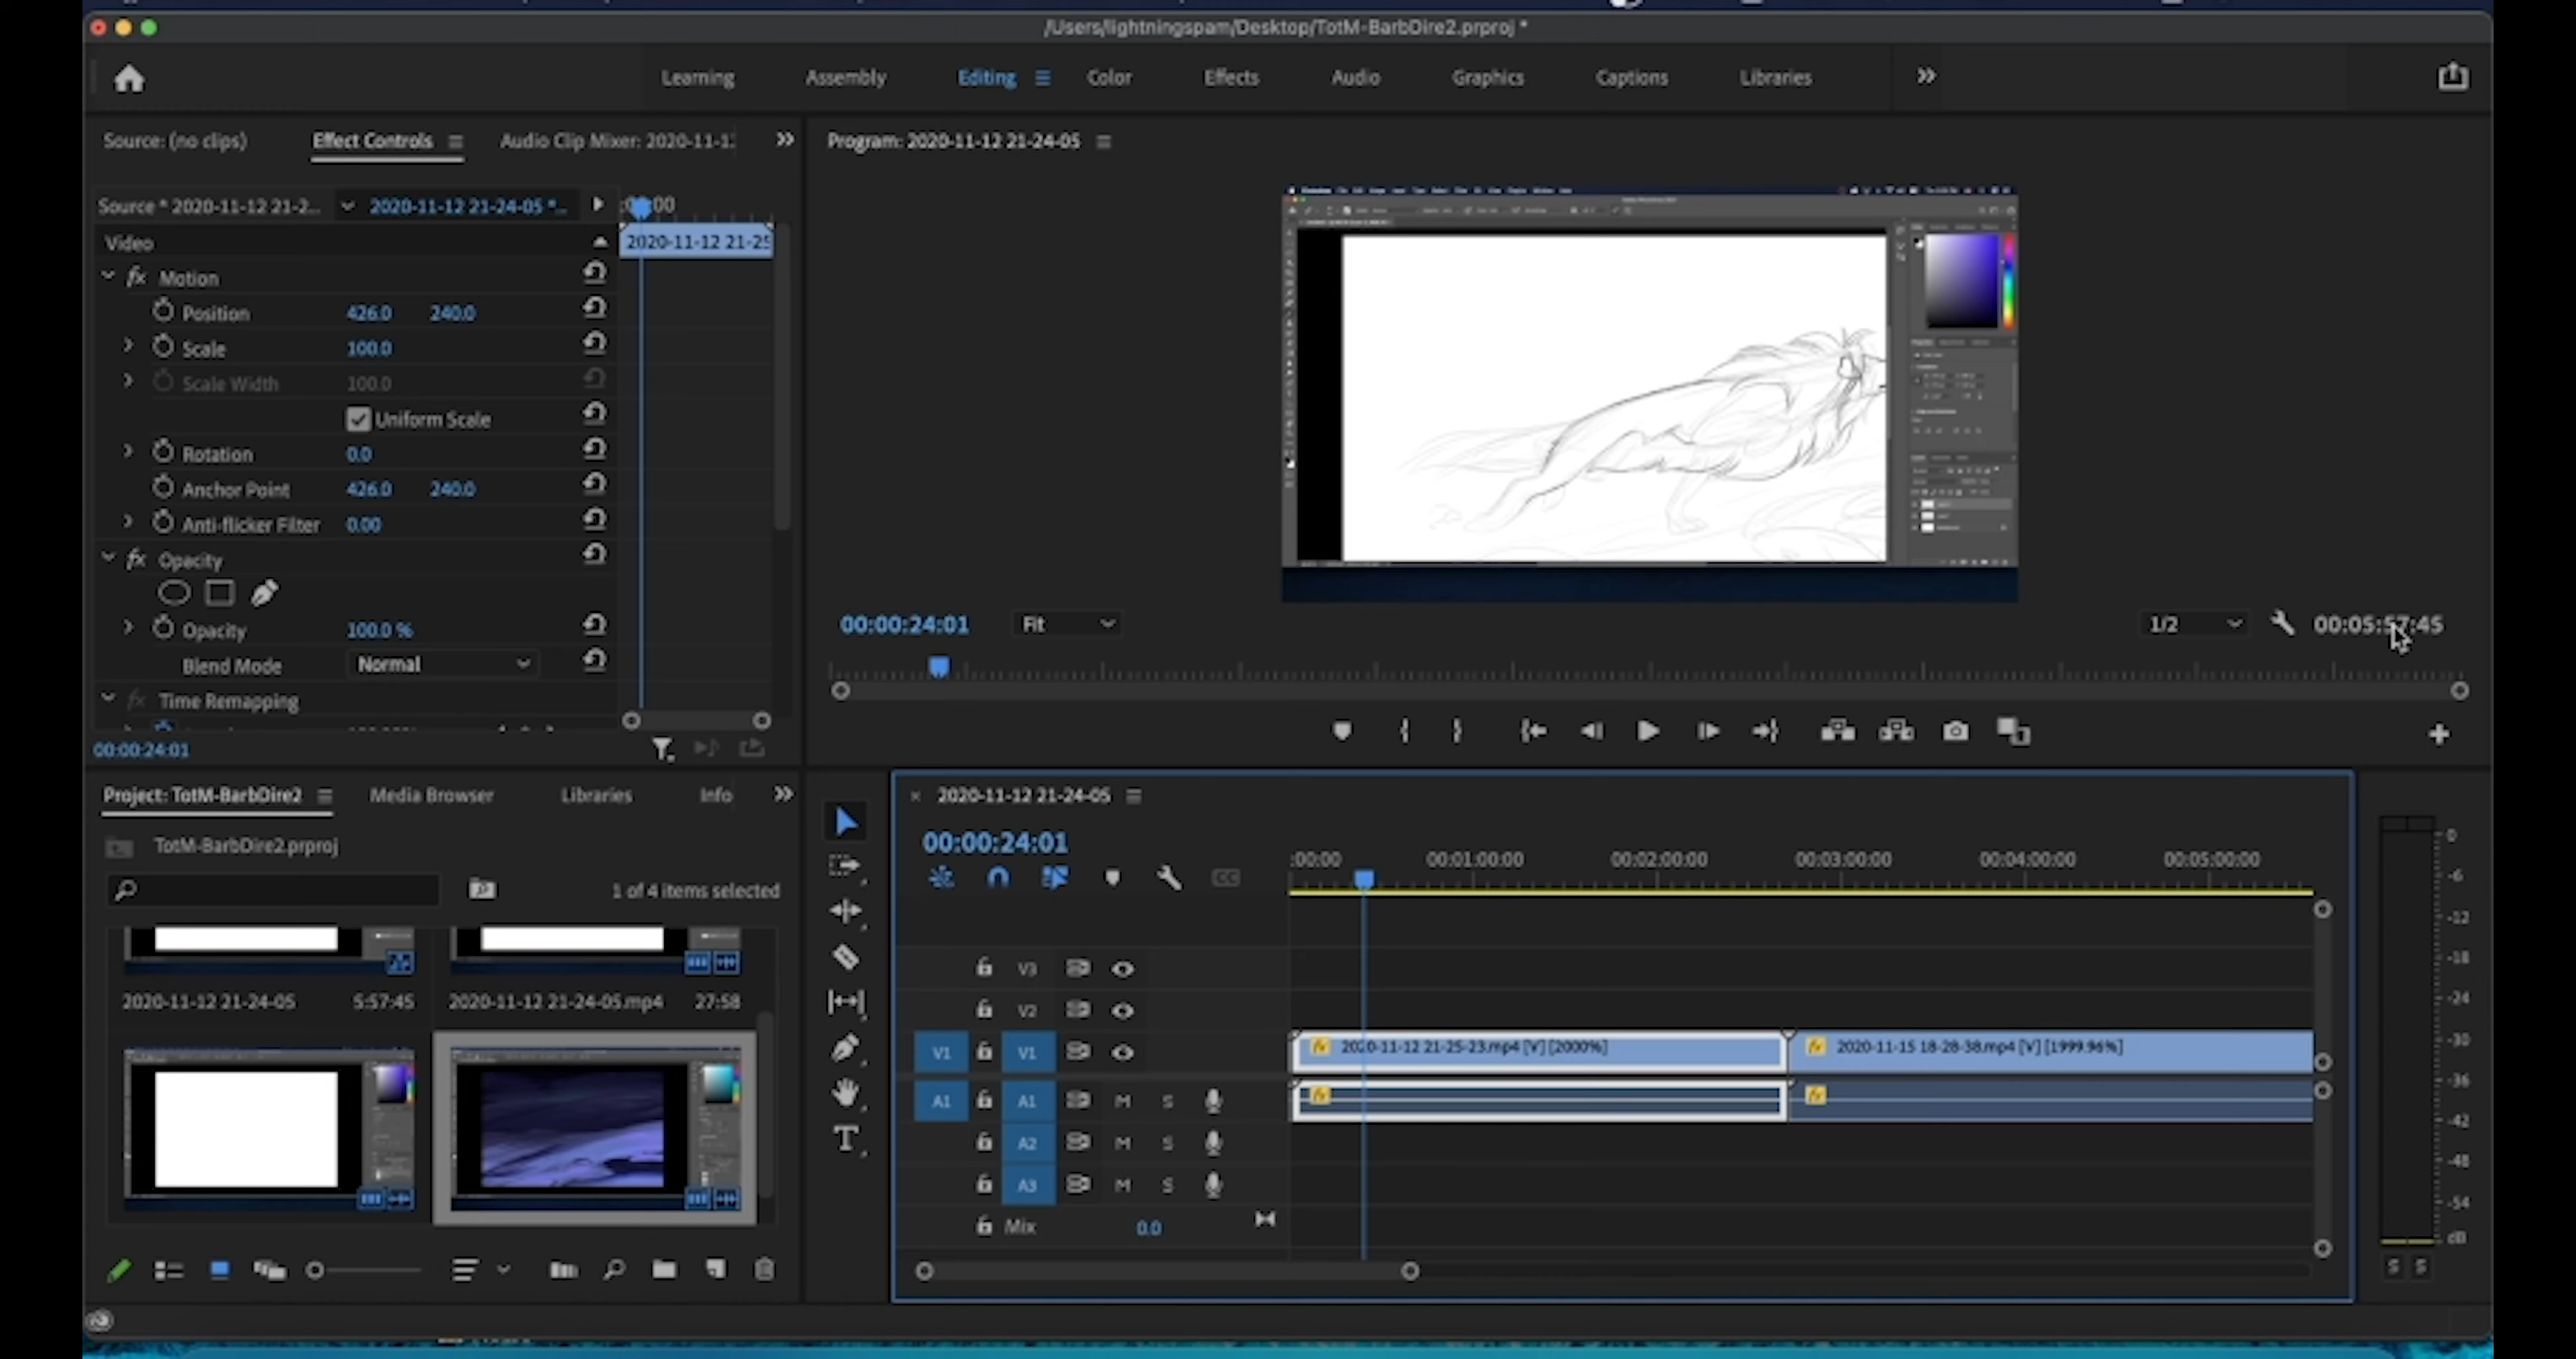 /Users/lightningspam/Desktop/TotM-BarbDire2.prproj *
Learning Assembly Editing Color Effects Audio Graphics Captions Libraries
Source: (no clips) Effect Controls Audio Clip Mixer: 2020-11-1
Program: 2020-11-12 21-24-05
Source * 2020-11-12 21-2... 2020-11-12 21-24-05 *...
Video 2020-11-12 21-25
Motion
Position 426.0 240.0
Scale 100.0
Scale Width 100.0
Uniform Scale
Rotation 0.0
Anchor Point 426.0 240.0
Anti-flicker Filter 0.00
Opacity
Opacity 100.0 %
Blend Mode Normal
Time Remapping
00:00:24:01
00:00:24:01 Fit 1/2 00:05:57:45
Project: TotM-BarbDire2 Media Browser Libraries Info
TotM-BarbDire2.prproj
1 of 4 items selected
2020-11-12 21-24-05 5:57:45
2020-11-12 21-24-05.mp4 27:58
2020-11-12 21-24-05
00:00:24:01
:00:00 00:01:00:00 00:02:00:00 00:03:00:00 00:04:00:00 00:05:00:00
CC
V3
V2
V1 V1 2020-11-12 21-25-23.mp4 [V] [2000%] 2020-11-15 18-28-38.mp4 [V] [1999.96%]
A1 A1 M S
A2 M S
A3 M S
Mix 0.0
0
-6
-12
-18
-24
-30
-36
-42
-48
-54
dB
S S